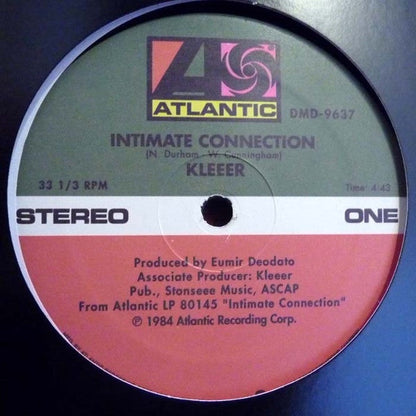 ATLANTIC
DMD-9637
INTIMATE CONNECTION
(N. Durham - W. Cunningham)
KLEEER
33 1/3 RPM
Time: 4:43
STEREO ONE
Produced by Eumir Deodato
Associate Producer: Kleeer
Pub., Stonseee Music, ASCAP
From Atlantic LP 80145 "Intimate Connection"
℗ 1984 Atlantic Recording Corp.